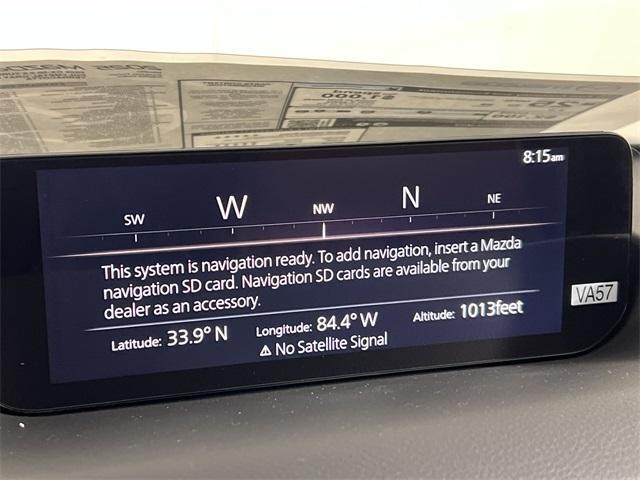 8:15am
SW W NW N NE
This system is navigation ready. To add navigation, insert a Mazda
navigation SD card. Navigation SD cards are available from your
dealer as an accessory.
Latitude: 33.9° N Longitude: 84.4° W Altitude: 1013feet
⚠ No Satellite Signal
VA57